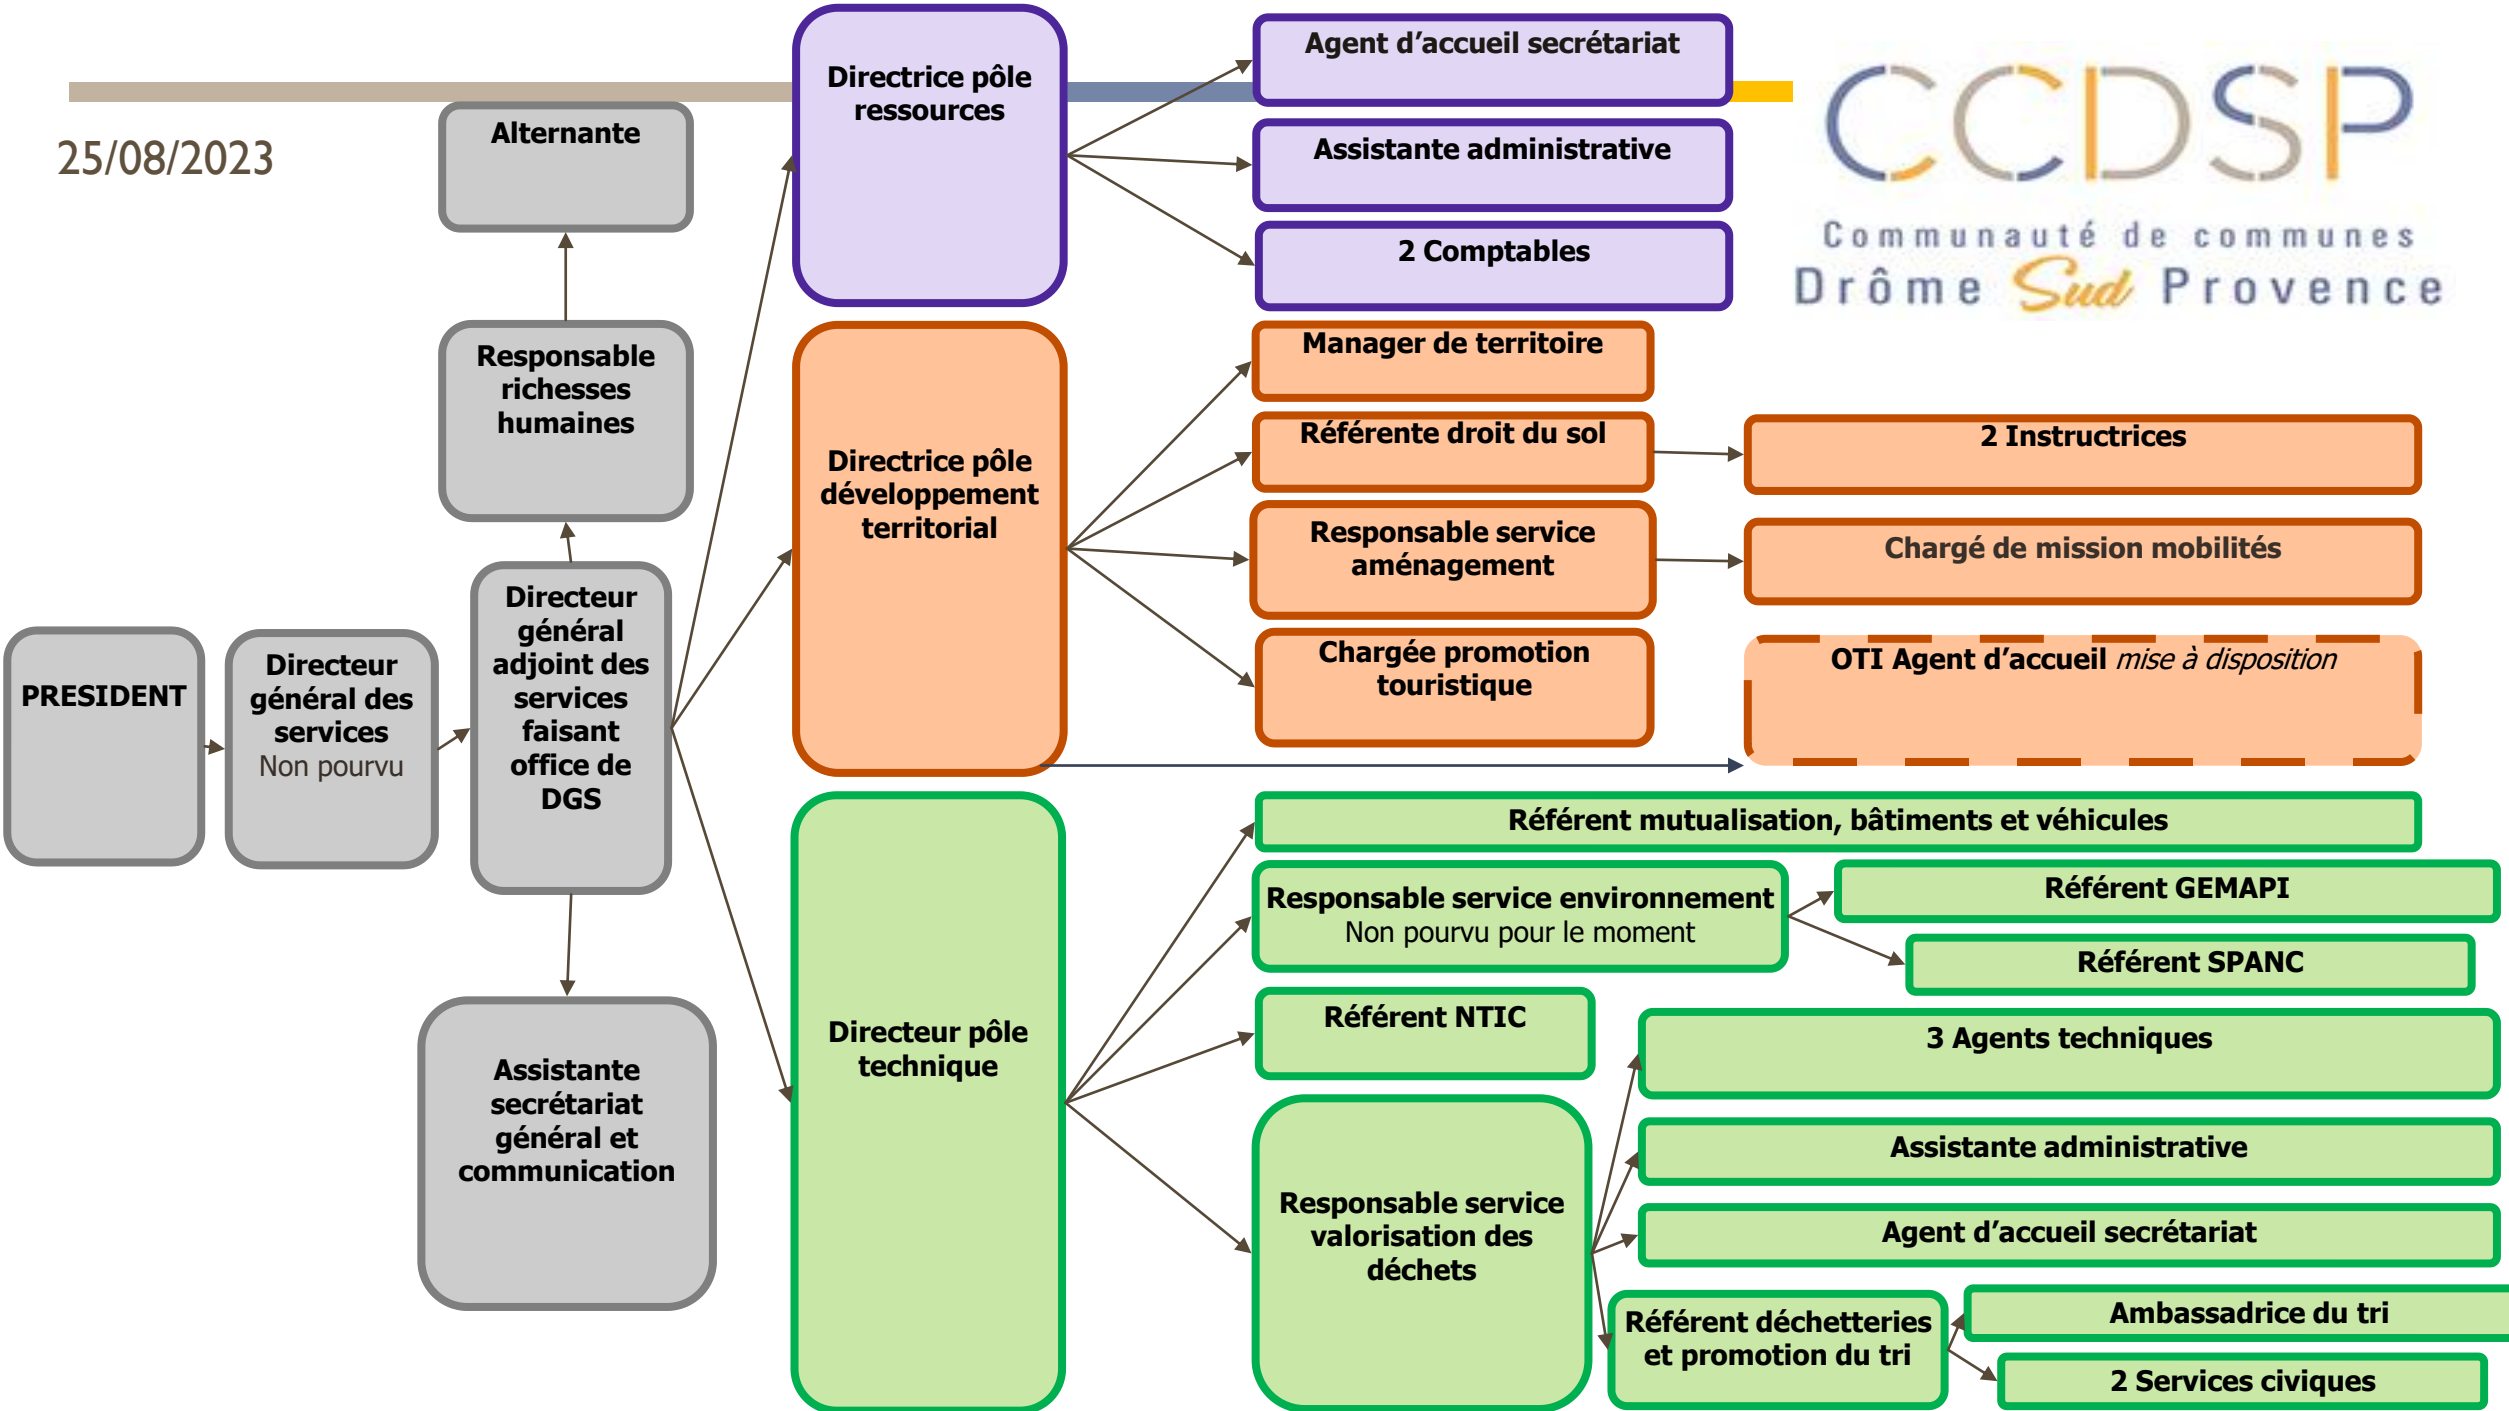 25/08/2023
CCDSP
Communauté de communes
Drôme Sud Provence
PRESIDENT
Directeur
général des
services
Non pourvu
Directeur
général
adjoint des
services
faisant
office de
DGS
Responsable
richesses
humaines
Alternante
Assistante
secrétariat
général et
communication
Directrice pôle
ressources
Agent d’accueil secrétariat
Assistante administrative
2 Comptables
Directrice pôle
développement
territorial
Manager de territoire
Référente droit du sol
2 Instructrices
Responsable service
aménagement
Chargé de mission mobilités
Chargée promotion
touristique
OTI Agent d’accueil mise à disposition
Directeur pôle
technique
Référent mutualisation, bâtiments et véhicules
Responsable service environnement
Non pourvu pour le moment
Référent GEMAPI
Référent SPANC
Référent NTIC
Responsable service
valorisation des
déchets
3 Agents techniques
Assistante administrative
Agent d’accueil secrétariat
Référent déchetteries
et promotion du tri
Ambassadrice du tri
2 Services civiques